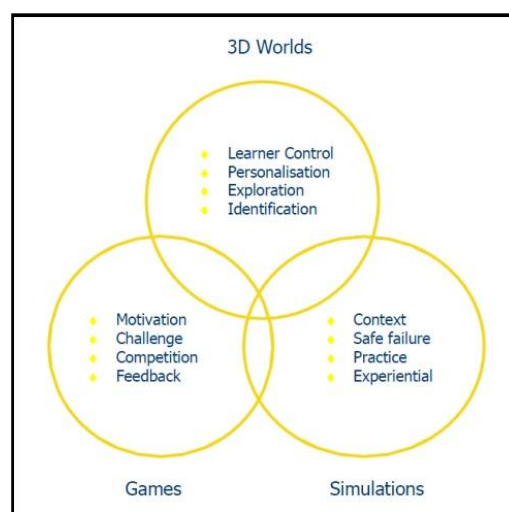 3D Worlds
Learner Control
Personalisation
Exploration
Identification
Motivation
Challenge
Competition
Feedback
Context
Safe failure
Practice
Experiential
Games
Simulations